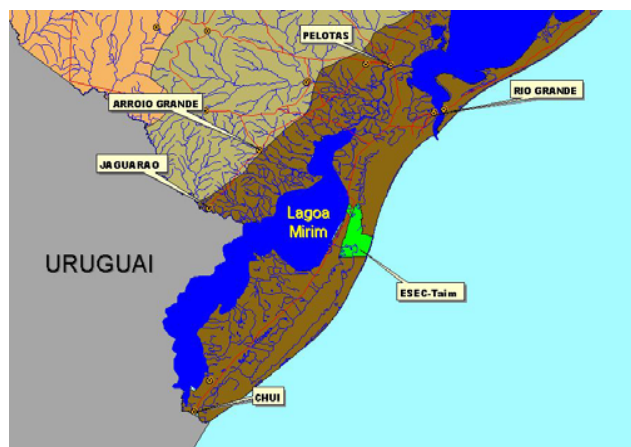 PELOTAS
RIO GRANDE
ARROIO GRANDE
JAGUARAO
Lagoa
Mirim
URUGUAI
ESEC-Taim
CHUI